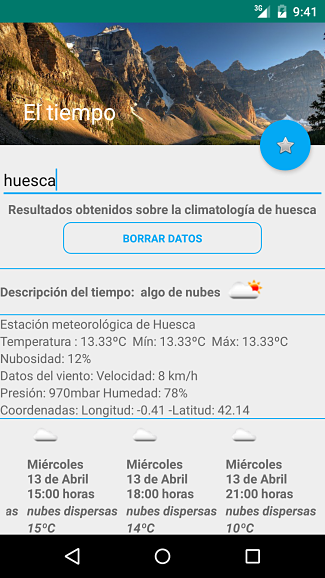 3G 9:41
El tiempo
huesca
Resultados obtenidos sobre la climatología de huesca
BORRAR DATOS
Descripción del tiempo: algo de nubes
Estación meteorológica de Huesca
Temperatura : 13.33ºC Mín: 13.33ºC Máx: 13.33ºC
Nubosidad: 12%
Datos del viento: Velocidad: 8 km/h
Presión: 970mbar Humedad: 78%
Coordenadas: Longitud: -0.41 -Latitud: 42.14
Miércoles Miércoles Miércoles
13 de Abril 13 de Abril 13 de Abril
15:00 horas 18:00 horas 21:00 horas
as nubes dispersas nubes dispersas nubes dispersas
15ºC 14ºC 10ºC